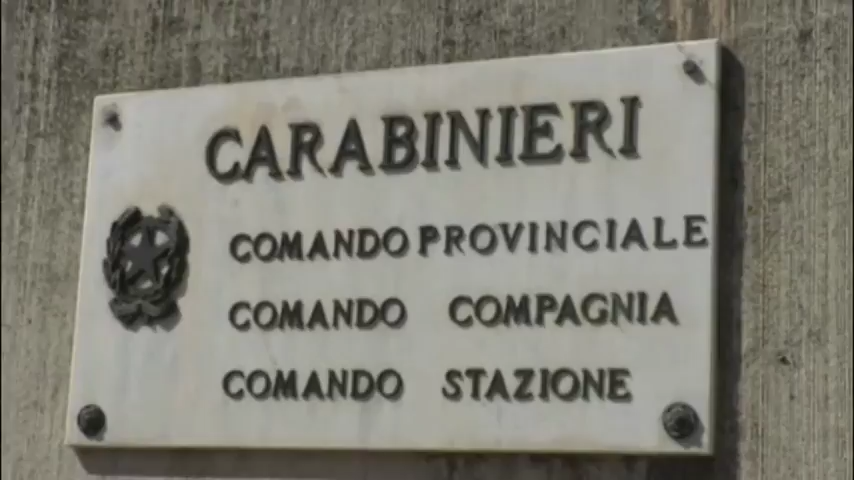 CARABINIERI
COMANDO PROVINCIALE
COMANDO COMPAGNIA
COMANDO STAZIONE